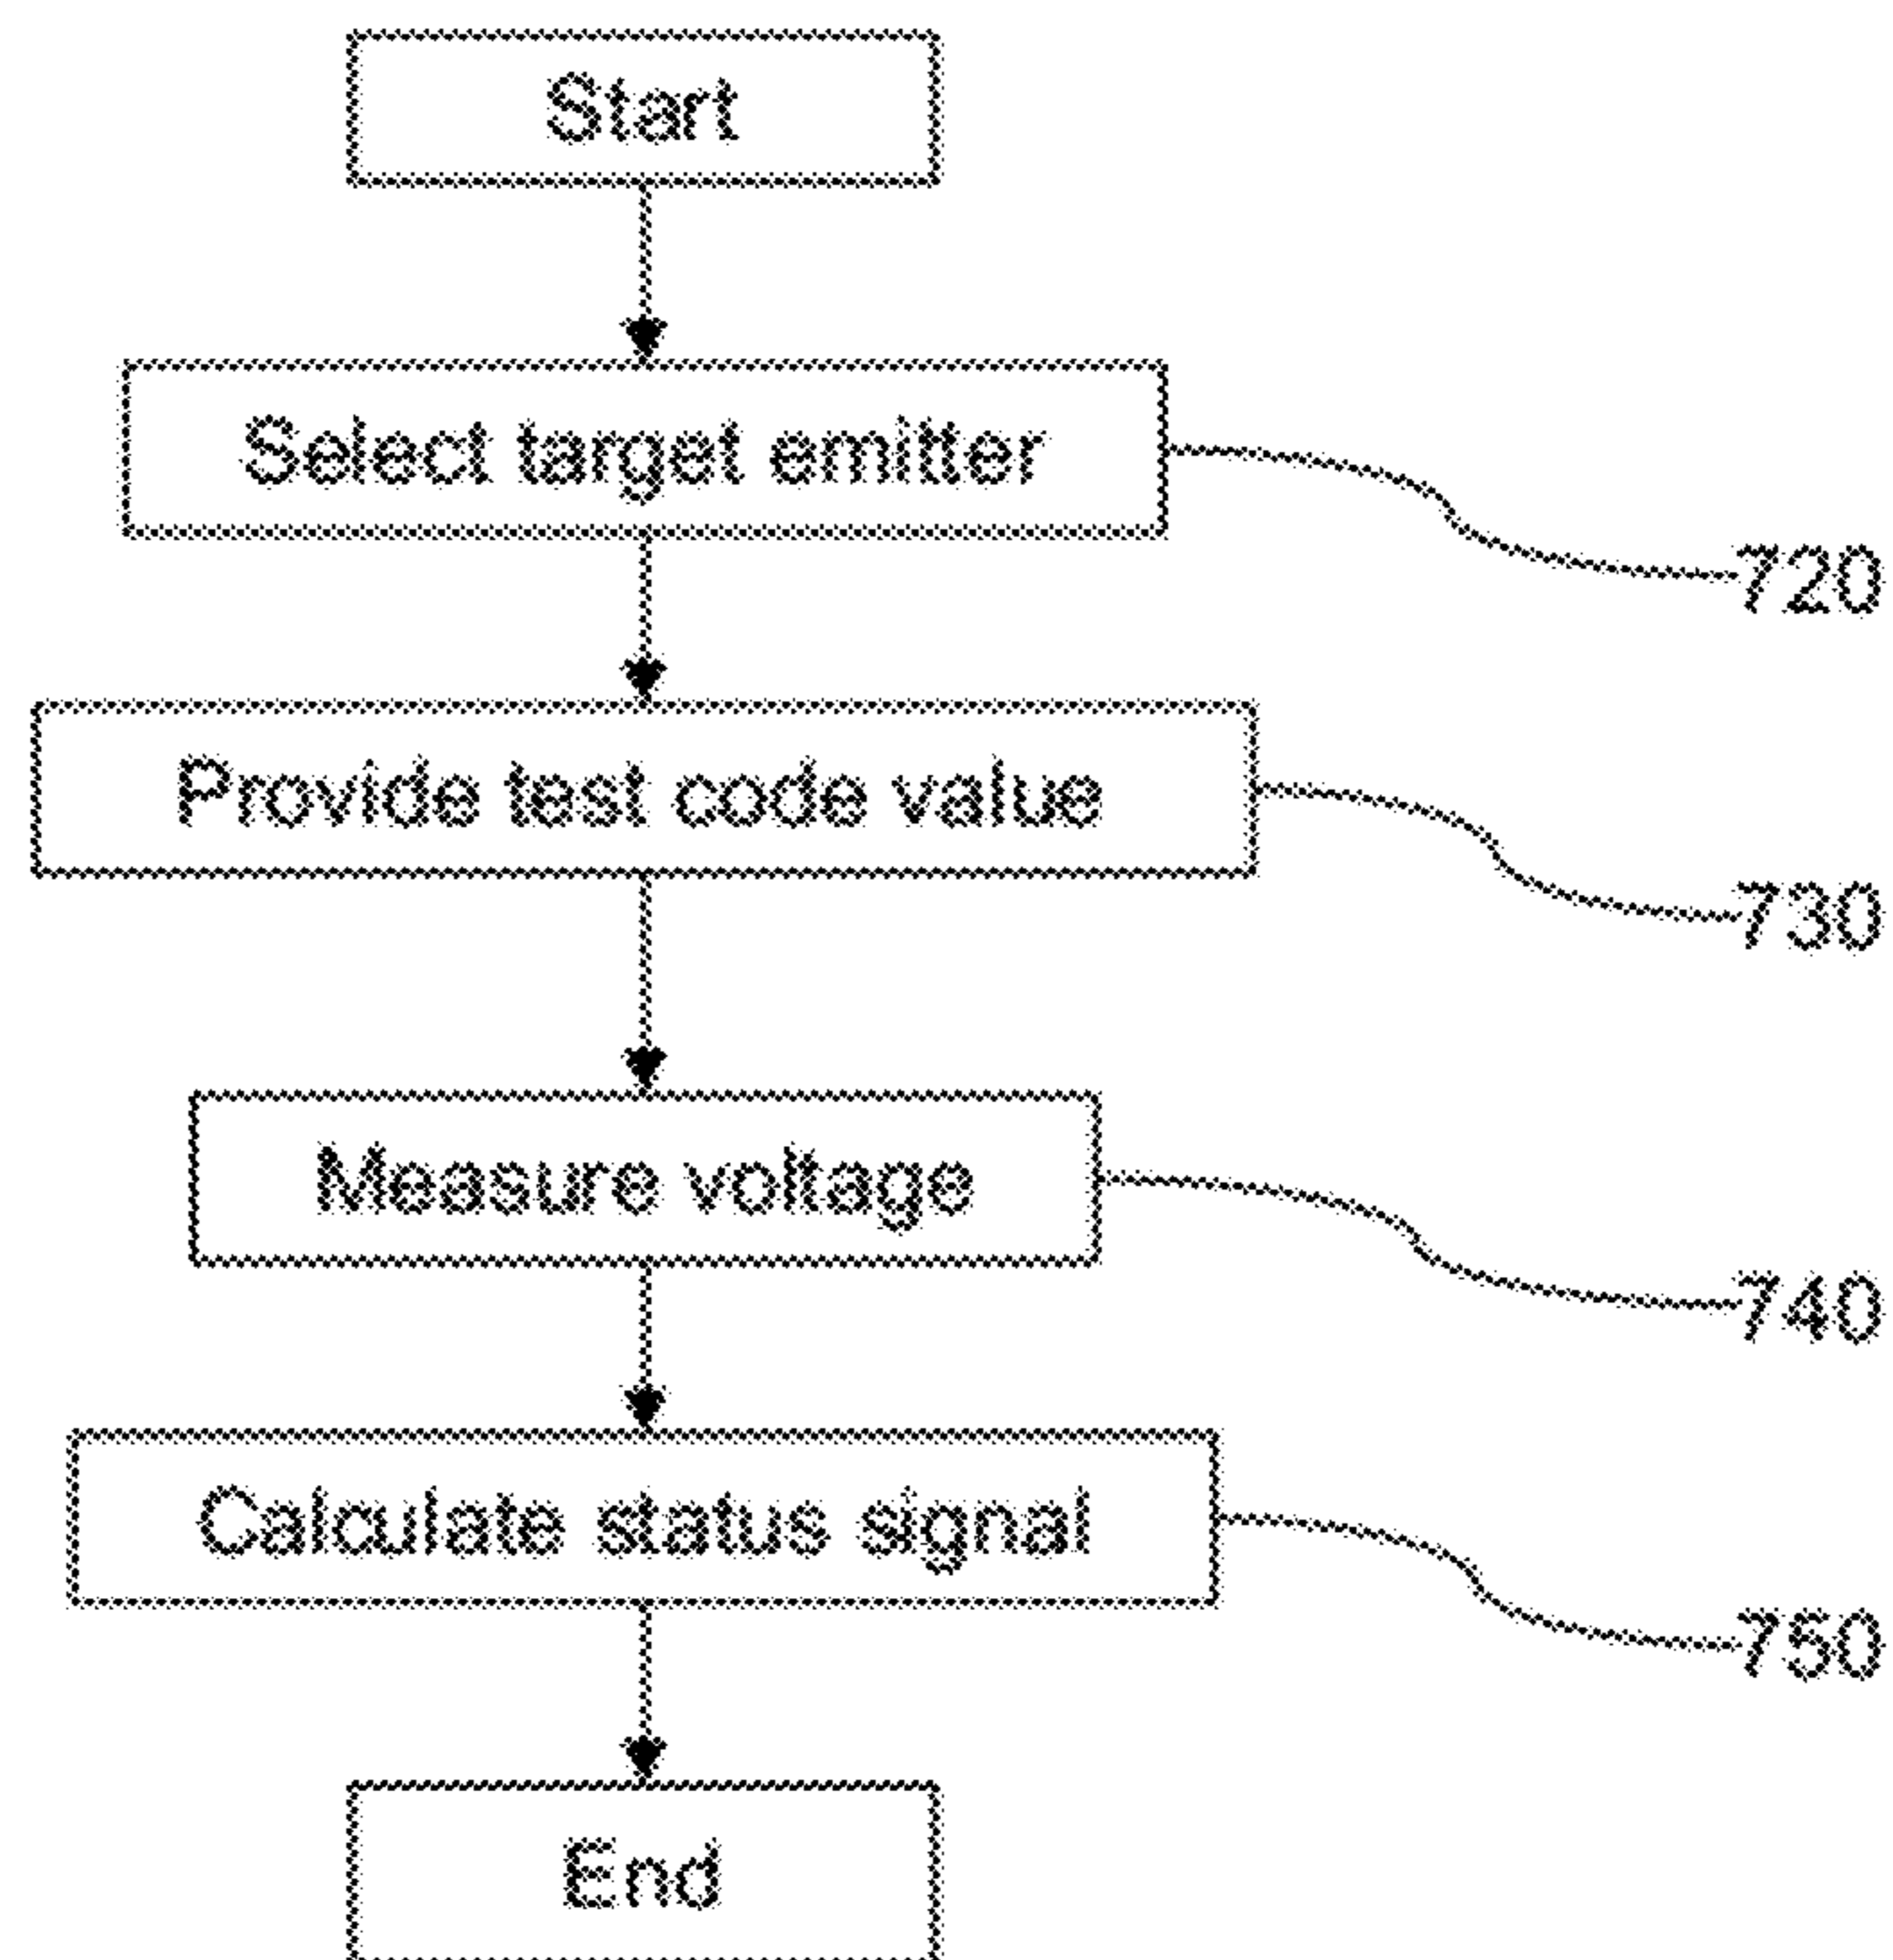 Start
Select target emitter
720
Provide test code value
730
Measure voltage
740
Calculate status signal
750
End